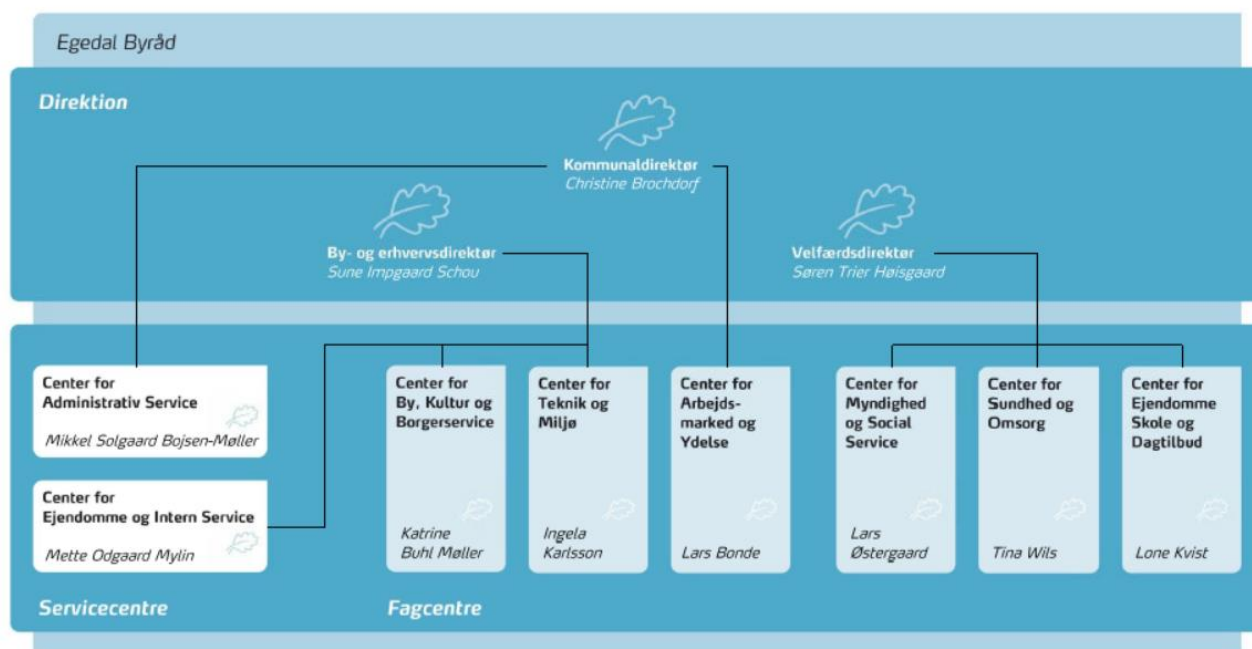 Egedal Byråd
Direktion
Kommunaldirektør
Christine Brochdorf
By- og erhvervsdirektør
Sune Impgaard Schou
Velfærdsdirektør
Søren Trier Høisgaard
Center for
Administrativ Service
Mikkel Solgaard Bojsen-Møller
Center for
Ejendomme og Intern Service
Mette Odgaard Mylin
Servicecentre
Center for
By, Kultur og
Borgerservice
Katrine
Buhl Møller
Center for
Teknik og
Miljø
Ingela
Karlsson
Center for
Arbejds-
marked og
Ydelse
Lars Bonde
Center for
Myndighed
og Social
Service
Lars
Østergaard
Center for
Sundhed og
Omsorg
Tina Wils
Center for
Ejendomme
Skole og
Dagtilbud
Lone Kvist
Fagcentre